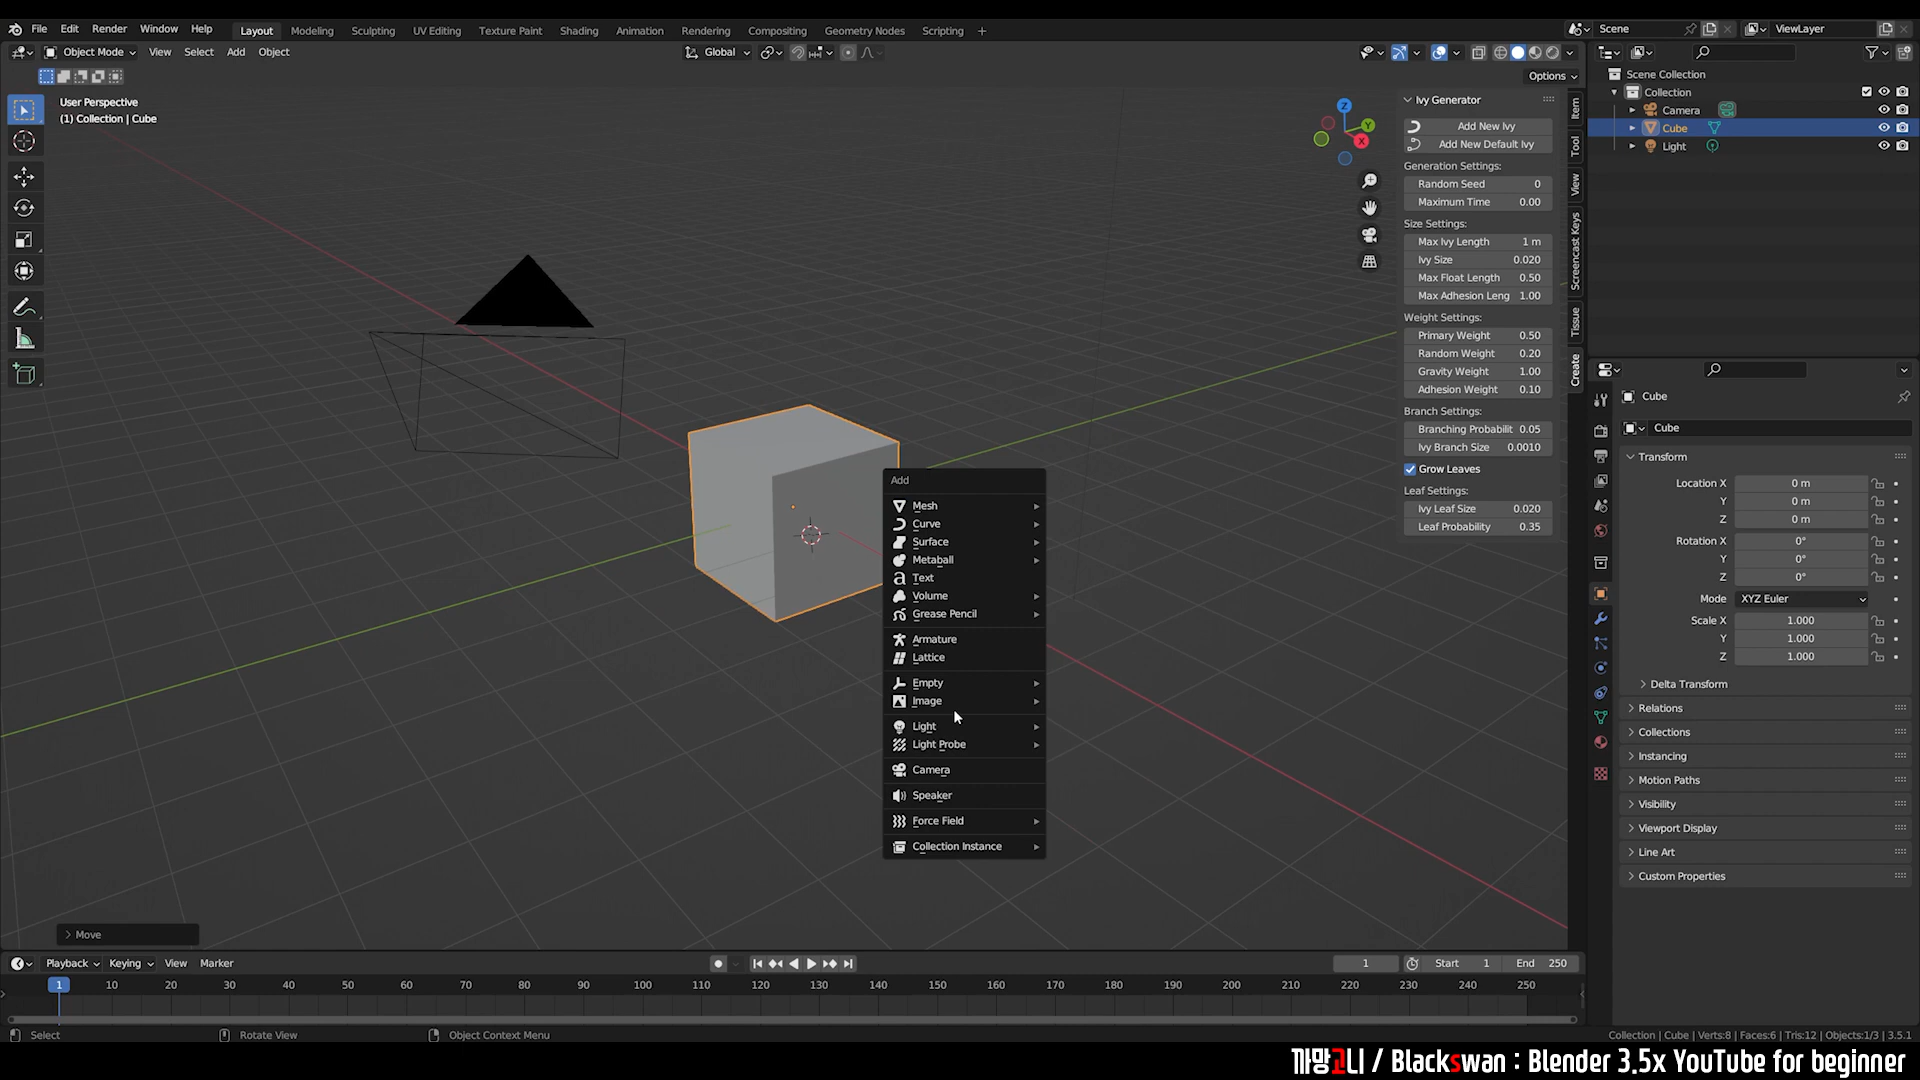 File Edit Render Window Help Layout Modeling Sculpting UV Editing Texture Paint Shading Animation Rendering Compositing Geometry Nodes Scripting + Scene ViewLayer
Object Mode View Select Add Object Global
Options
User Perspective
(1) Collection | Cube
Z
Y
X
Ivy Generator
Add New Ivy
Add New Default Ivy
Generation Settings:
Random Seed 0
Maximum Time 0.00
Size Settings:
Max Ivy Length 1 m
Ivy Size 0.020
Max Float Length 0.50
Max Adhesion Leng 1.00
Weight Settings:
Primary Weight 0.50
Random Weight 0.20
Gravity Weight 1.00
Adhesion Weight 0.10
Branch Settings:
Branching Probabilit 0.05
Ivy Branch Size 0.0010
Grow Leaves
Leaf Settings:
Ivy Leaf Size 0.020
Leaf Probability 0.35
Item
Tool
View
Screencast Keys
Tissue
Create
Scene Collection
Collection
Camera
Cube
Light
Cube
Cube
Transform
Location X 0 m
Y 0 m
Z 0 m
Rotation X 0°
Y 0°
Z 0°
Mode XYZ Euler
Scale X 1.000
Y 1.000
Z 1.000
Delta Transform
Relations
Collections
Instancing
Motion Paths
Visibility
Viewport Display
Line Art
Custom Properties
Add
Mesh
Curve
Surface
Metaball
Text
Volume
Grease Pencil
Armature
Lattice
Empty
Image
Light
Light Probe
Camera
Speaker
Force Field
Collection Instance
Move
Playback Keying View Marker 1 Start 1 End 250
1 10 20 30 40 50 60 70 80 90 100 110 120 130 140 150 160 170 180 190 200 210 220 230 240 250
Select Rotate View Object Context Menu Collection | Cube | Verts:8 | Faces:6 | Tris:12 | Objects:1/3 | 3.5.1
까망고니 / Blackswan : Blender 3.5x YouTube for beginner